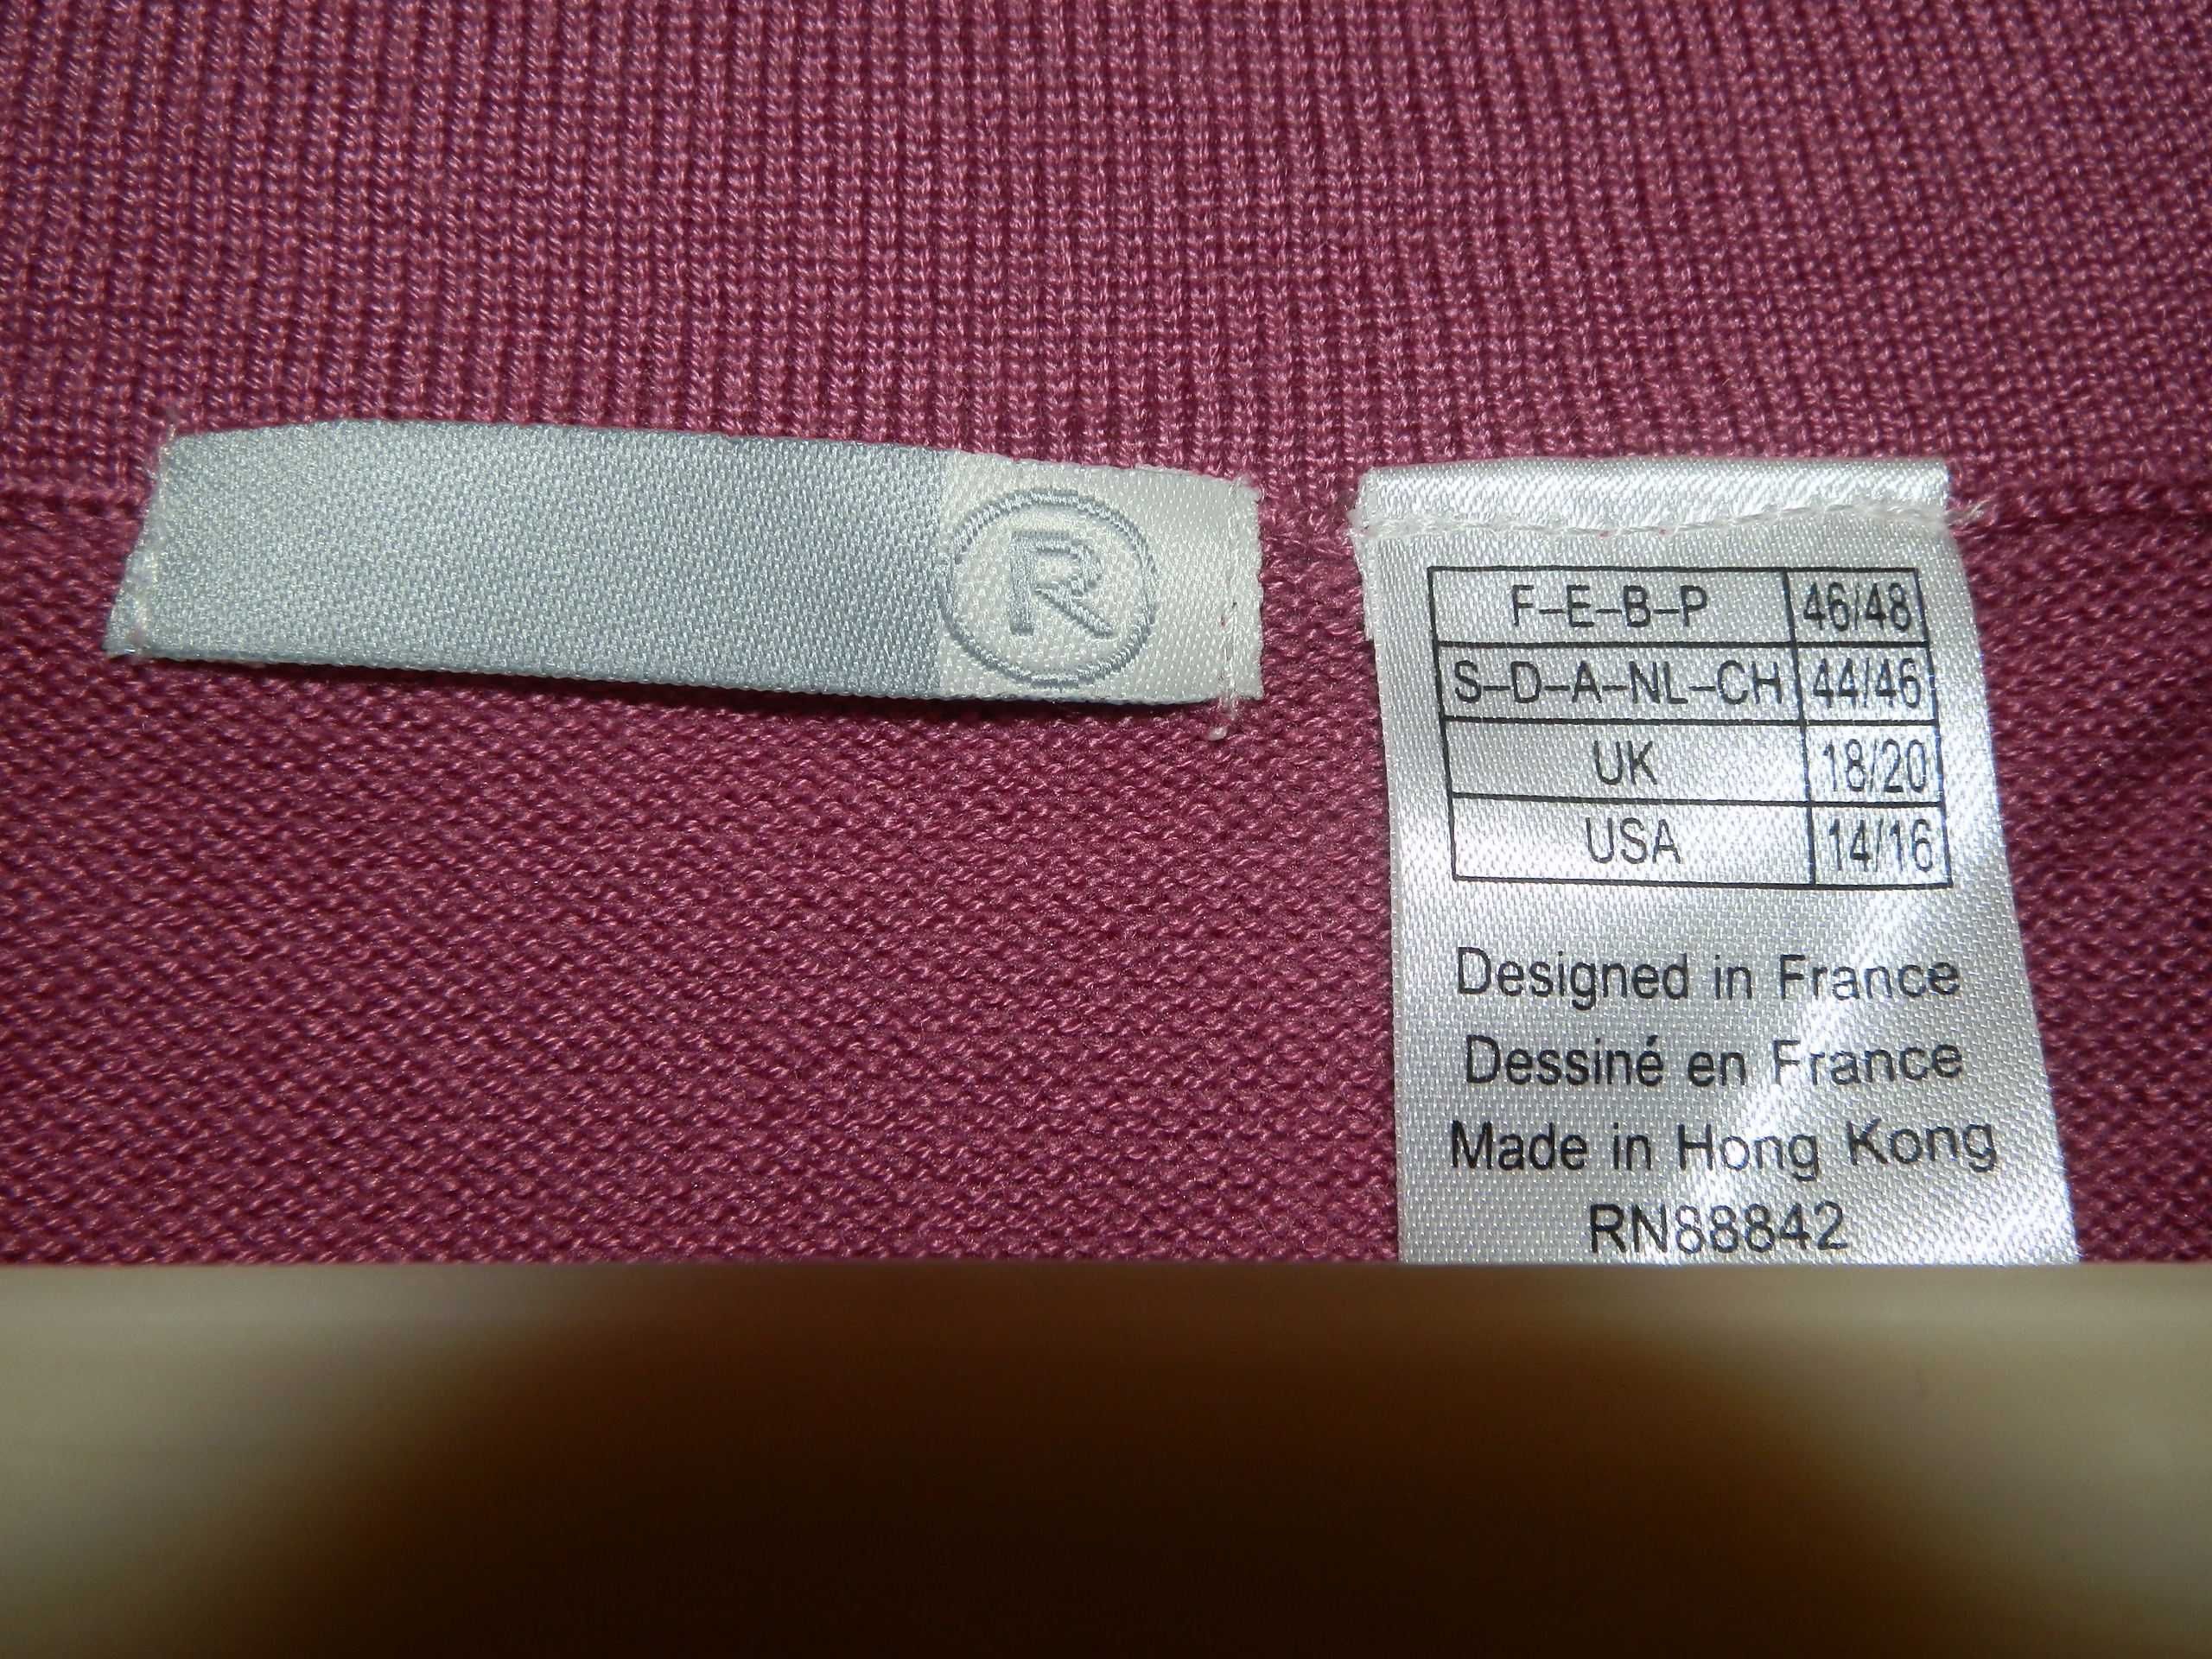 R
F–E–B–P 46/48
S–D–A–NL–CH 44/46
UK 18/20
USA 14/16
Designed in France
Dessiné en France
Made in Hong Kong
RN88842